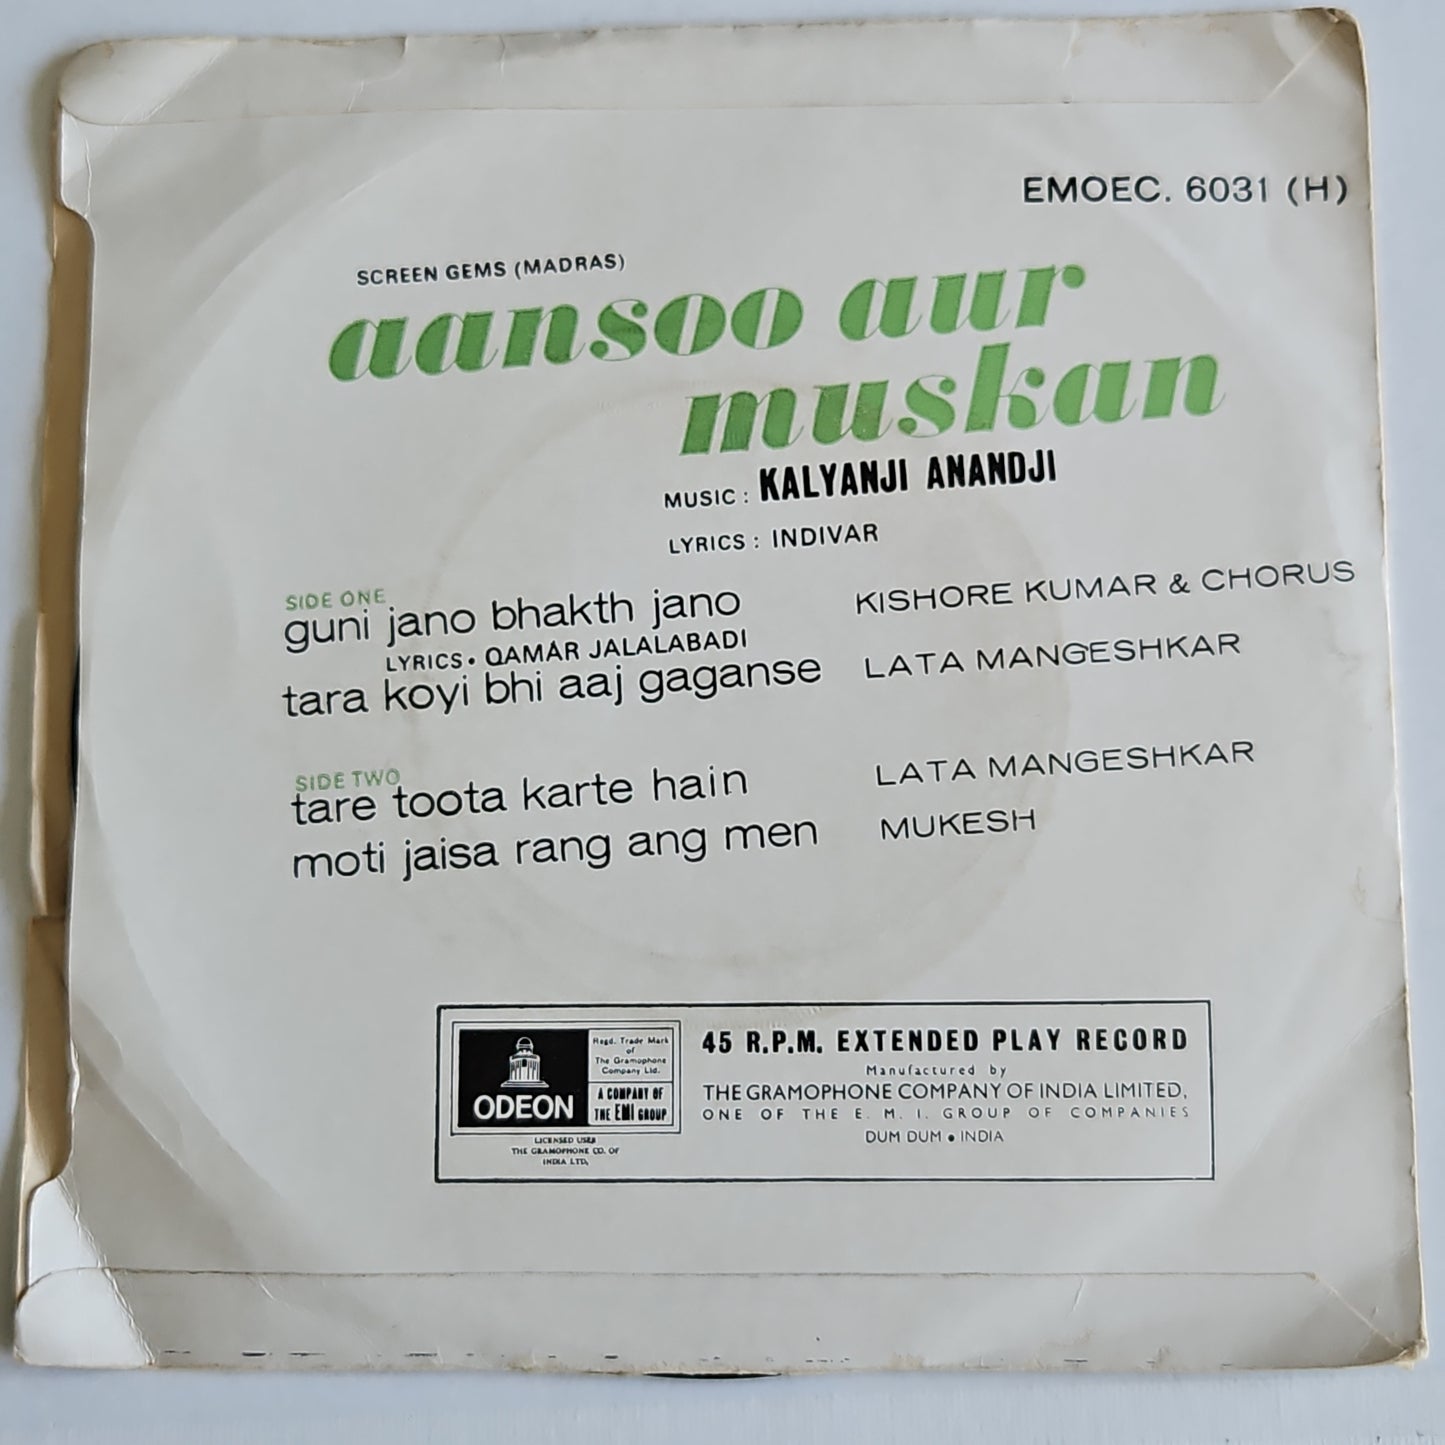 EMOEC. 6031 (H)
SCREEN GEMS (MADRAS)
aansoo aur
muskan
MUSIC : KALYANJI ANANDJI
LYRICS : INDIVAR
SIDE ONE
guni jano bhakth jano KISHORE KUMAR & CHORUS
LYRICS • QAMAR JALALABADI
tara koyi bhi aaj gaganse LATA MANGESHKAR
SIDE TWO
tare toota karte hain LATA MANGESHKAR
moti jaisa rang ang men MUKESH
ODEON
Regd. Trade Mark
of
The Gramophone
Company Ltd.
A COMPANY OF
THE EMI GROUP
LICENSED USER
THE GRAMOPHONE CO. OF
INDIA LTD,
45 R.P.M. EXTENDED PLAY RECORD
Manufactured by
THE GRAMOPHONE COMPANY OF INDIA LIMITED,
ONE OF THE E. M. I. GROUP OF COMPANIES
DUM DUM • INDIA